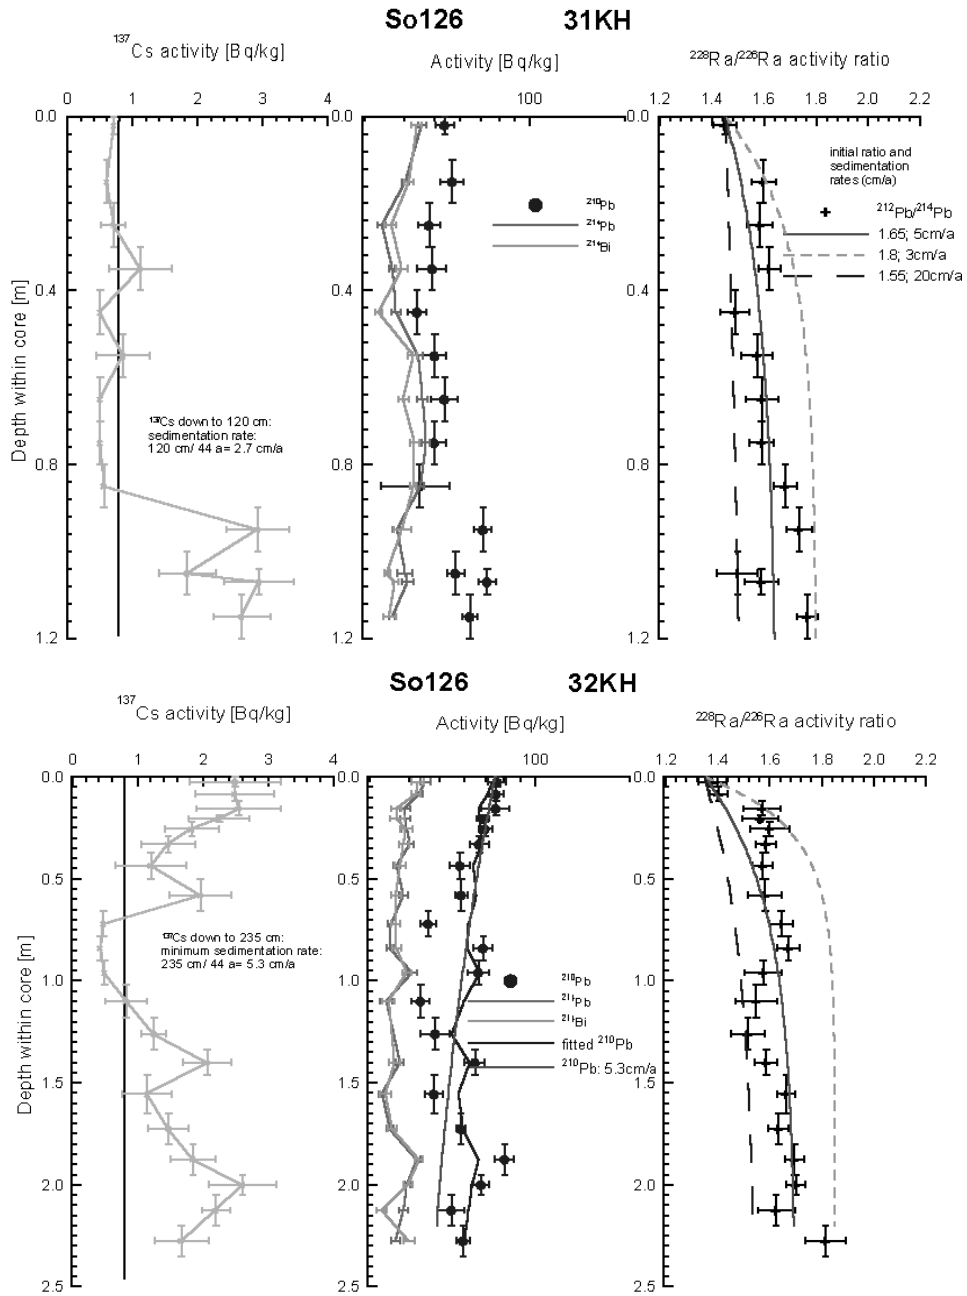 So126 31KH
137Cs activity [Bq/kg]
Activity [Bq/kg]
228Ra/226Ra activity ratio
0 1 2 3 4
100
1.2 1.4 1.6 1.8 2.0 2.2
0.0
0.4
0.8
1.2
Depth within core [m]
137Cs down to 120 cm:
sedimentation rate:
120 cm/ 44 a= 2.7 cm/a
0.0
0.4
0.8
1.2
210Pb
214Pb
214Bi
0.0
0.4
0.8
1.2
initial ratio and
sedimentation
rates (cm/a)
212Pb/214Pb
1.65; 5cm/a
1.8; 3cm/a
1.55; 20cm/a
So126 32KH
137Cs activity [Bq/kg]
Activity [Bq/kg]
228Ra/226Ra activity ratio
0 1 2 3 4
100
1.2 1.4 1.6 1.8 2.0 2.2
0.0
0.5
1.0
1.5
2.0
2.5
Depth within core [m]
137Cs down to 235 cm:
minimum sedimentation rate:
235 cm/ 44 a= 5.3 cm/a
0.0
0.5
1.0
1.5
2.0
2.5
210Pb
214Pb
214Bi
fitted 210Pb
210Pb: 5.3cm/a
0.0
0.5
1.0
1.5
2.0
2.5